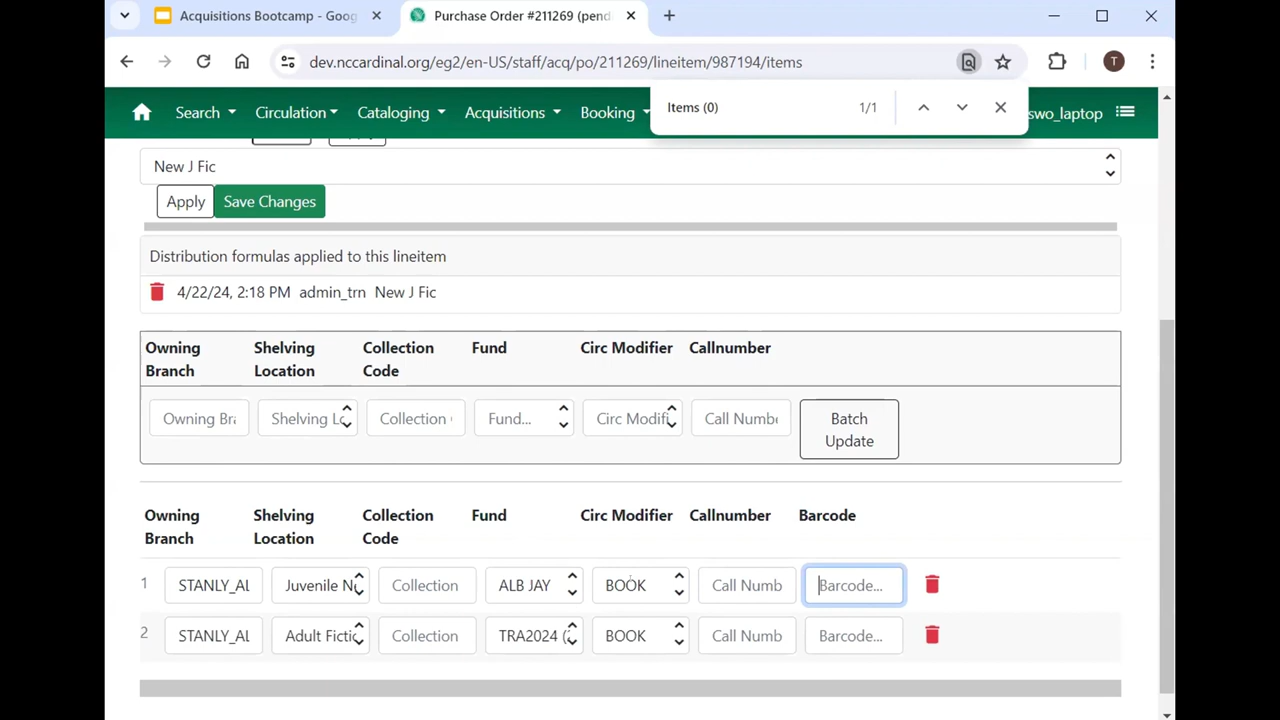 Acquisitions Bootcamp - Goog
Purchase Order #211269 (pend
dev.nccardinal.org/eg2/en-US/staff/acq/po/211269/lineitem/987194/items
T
Items (0) 1/1
Search Circulation Cataloging Acquisitions Booking swo_laptop
New J Fic
Apply Save Changes
Distribution formulas applied to this lineitem
4/22/24, 2:18 PM admin_trn New J Fic
Owning Branch Shelving Location Collection Code Fund Circ Modifier Callnumber
Owning Bra Shelving Lo Collection Fund... Circ Modifi Call Numbe Batch Update
Owning Branch Shelving Location Collection Code Fund Circ Modifier Callnumber Barcode
1 STANLY_AL Juvenile N Collection ALB JAY BOOK Call Numb Barcode...
2 STANLY_AL Adult Fictic Collection TRA2024 ( BOOK Call Numb Barcode...